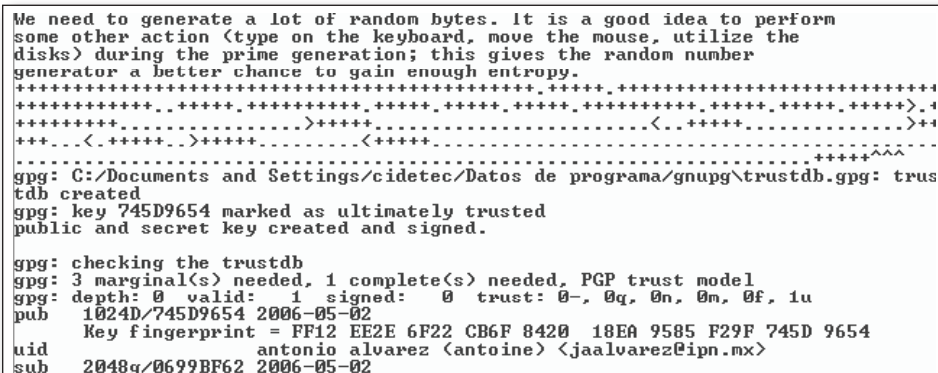 We need to generate a lot of random bytes. It is a good idea to perform
some other action (type on the keyboard, move the mouse, utilize the
disks) during the prime generation; this gives the random number
generator a better chance to gain enough entropy.
+++++++++++++++++++++++++++++++++++++++++++++.+++++.++++++++++++++++++++++++++++
++++++++++++..+++++.++++++++++.+++++.+++++.+++++.++++++++++.+++++.+++++.+++++>.+
+++++++++................>+++++........................<..+++++..............>++
+++...<.+++++..>+++++.........<+++++............................................
.....................................................................+++++^^^
gpg: C:/Documents and Settings/cidetec/Datos de programa/gnupg\trustdb.gpg: trus
tdb created
gpg: key 745D9654 marked as ultimately trusted
public and secret key created and signed.
gpg: checking the trustdb
gpg: 3 marginal(s) needed, 1 complete(s) needed, PGP trust model
gpg: depth: 0 valid: 1 signed: 0 trust: 0-, 0q, 0n, 0m, 0f, 1u
pub 1024D/745D9654 2006-05-02
Key fingerprint = FF12 EE2E 6F22 CB6F 8420 18EA 9585 F29F 745D 9654
uid antonio alvarez (antoine) <jaalvarez@ipn.mx>
sub 2048g/0699BF62 2006-05-02